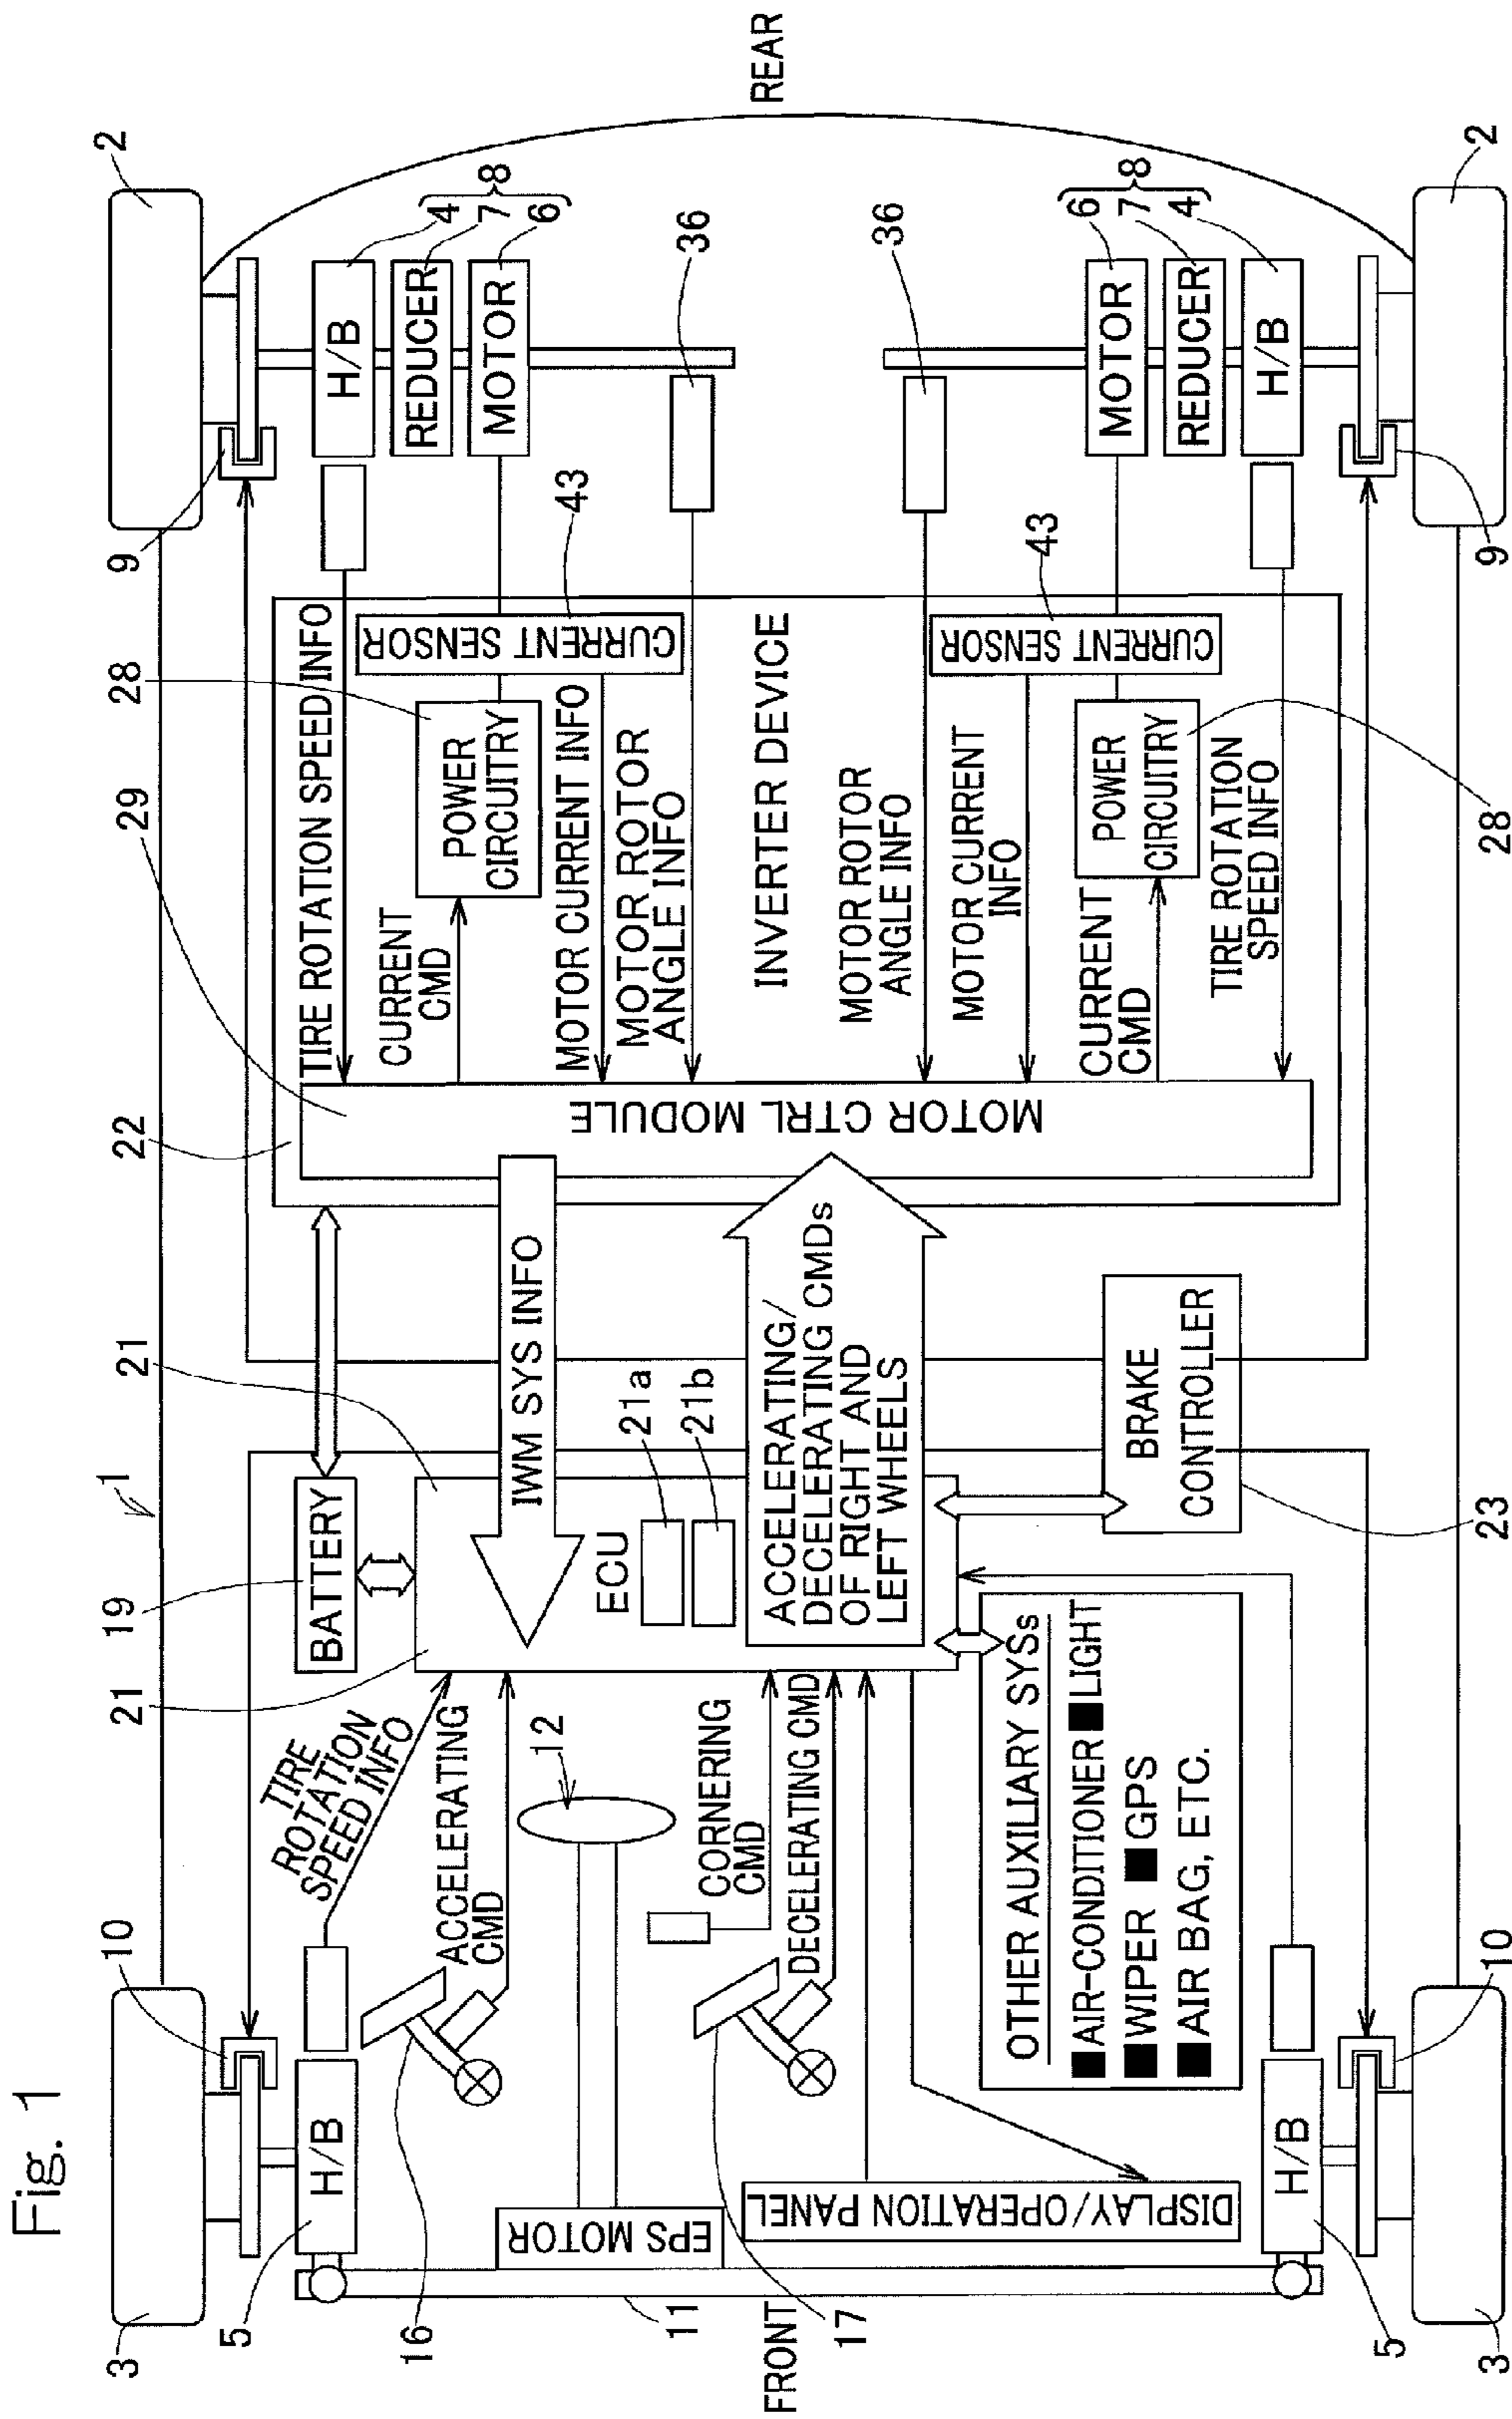 Fig. 1
REAR
FRONT
1
2
9
H/B
REDUCER
MOTOR
4
7
6
8
36
36
6
7
4
8
MOTOR
REDUCER
H/B
9
2
TIRE ROTATION SPEED INFO
28
29
22
43
CURRENT SENSOR
POWER
CIRCUITRY
CURRENT
CMD
MOTOR CURRENT INFO
MOTOR ROTOR
ANGLE INFO
INVERTER DEVICE
MOTOR ROTOR
ANGLE INFO
MOTOR CURRENT
INFO
43
CURRENT SENSOR
POWER
CIRCUITRY
28
CURRENT
CMD
TIRE ROTATION
SPEED INFO
MOTOR CTRL MODULE
21
19
21
BATTERY
IWM SYS INFO
ECU
21a
21b
ACCELERATING/
DECELERATING CMDs
OF RIGHT AND
LEFT WHEELS
BRAKE
CONTROLLER
23
TIRE
ROTATION
SPEED INFO
ACCELERATING
CMD
12
CORNERING
CMD
DECELERATING CMD
OTHER AUXILIARY SYSs
■AIR-CONDITIONER ■LIGHT
■WIPER ■GPS
■AIR BAG, ETC.
3
10
5
H/B
16
EPS MOTOR
11
17
DISPLAY/OPERATION PANEL
H/B
5
10
3